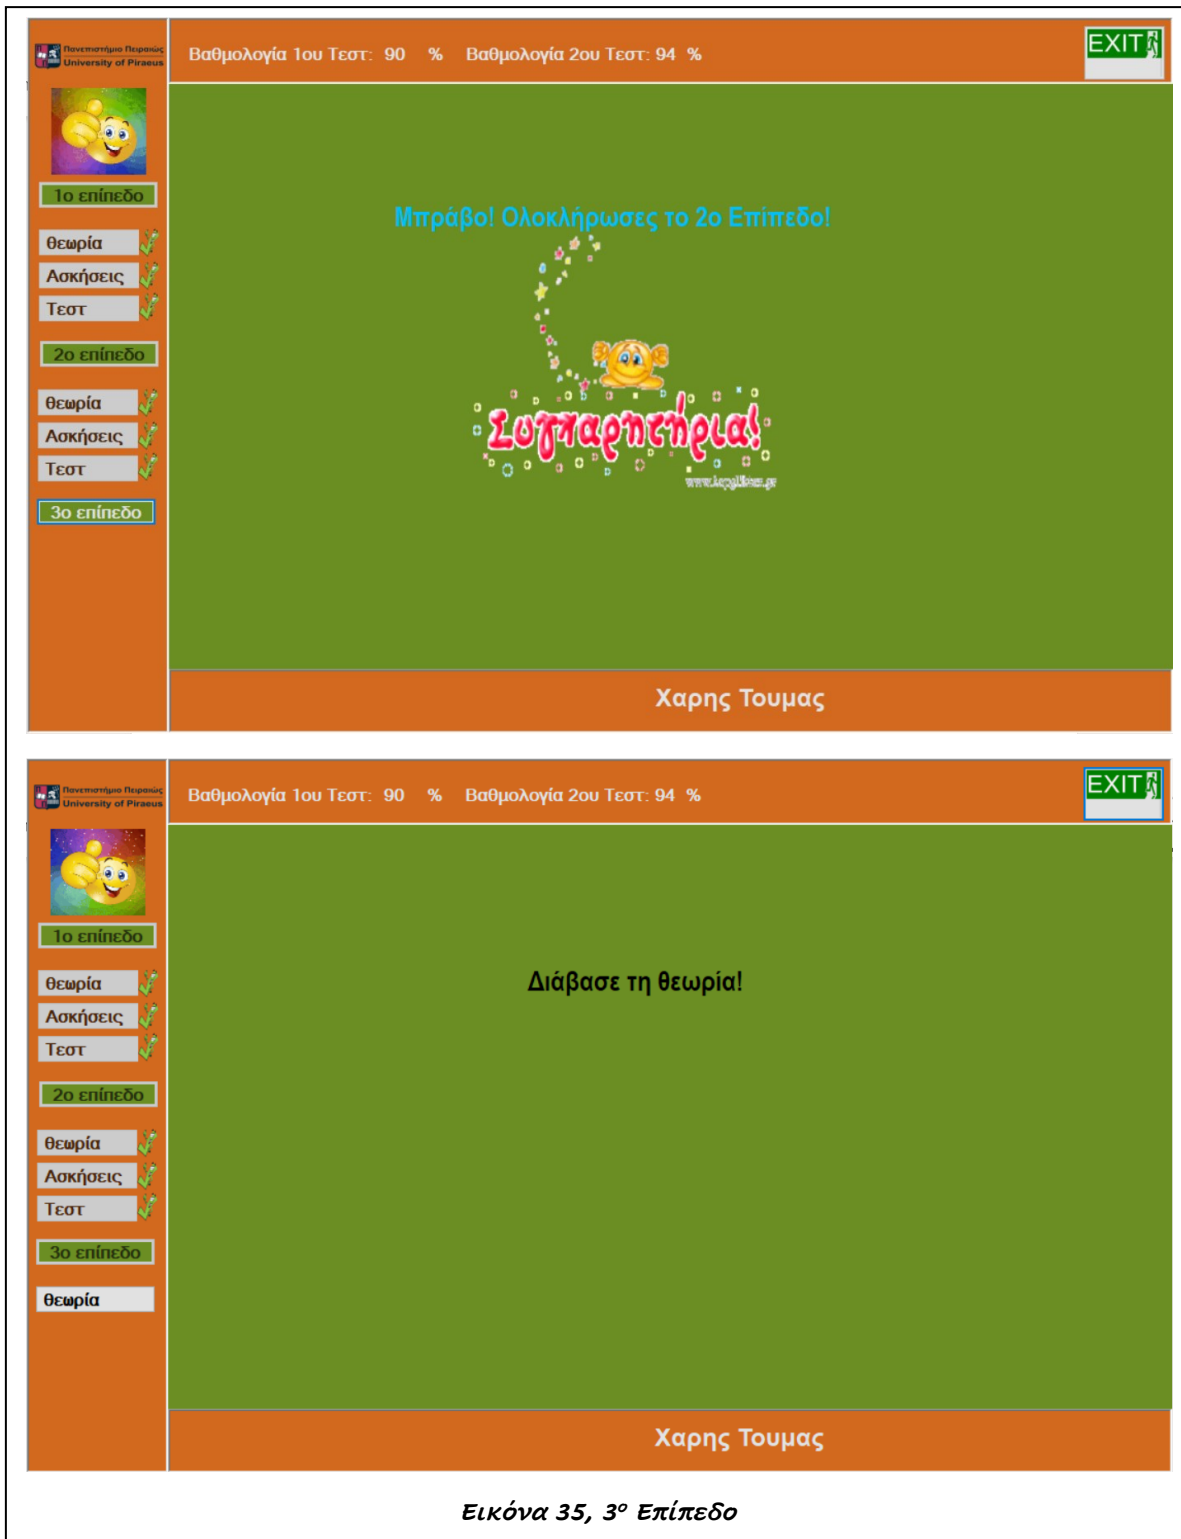 Πανεπιστήμιο Πειραιώς
University of Piraeus
Βαθμολογία 1ου Τεστ: 90 % Βαθμολογία 2ου Τεστ: 94 %
EXIT
1ο επίπεδο
θεωρία
Ασκήσεις
Τεστ
2ο επίπεδο
θεωρία
Ασκήσεις
Τεστ
3ο επίπεδο
Μπράβο! Ολοκλήρωσες το 2ο Επίπεδο!
Συγχαρητήρια!
Χαρης Τουμας
Πανεπιστήμιο Πειραιώς
University of Piraeus
Βαθμολογία 1ου Τεστ: 90 % Βαθμολογία 2ου Τεστ: 94 %
EXIT
1ο επίπεδο
θεωρία
Ασκήσεις
Τεστ
2ο επίπεδο
θεωρία
Ασκήσεις
Τεστ
3ο επίπεδο
θεωρία
Διάβασε τη θεωρία!
Χαρης Τουμας
Εικόνα 35, 3ο Επίπεδο